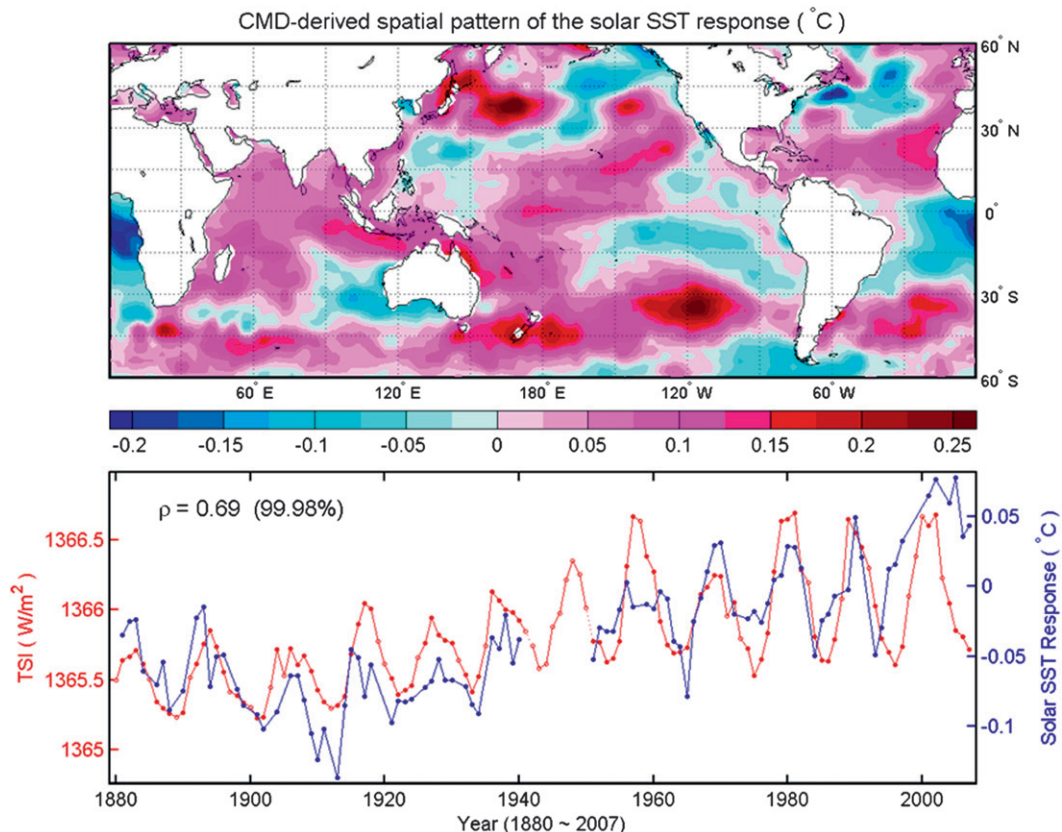 CMD-derived spatial pattern of the solar SST response ( °C )
60° N
30° N
0°
30° S
60° S
60° E 120° E 180° E 120° W 60° W
-0.2 -0.15 -0.1 -0.05 0 0.05 0.1 0.15 0.2 0.25
ρ = 0.69 (99.98%)
TSI ( W/m²)
1366.5
1366
1365.5
1365
0.05
0
-0.05
-0.1
Solar SST Response ( °C )
1880 1900 1920 1940 1960 1980 2000
Year (1880 ~ 2007)